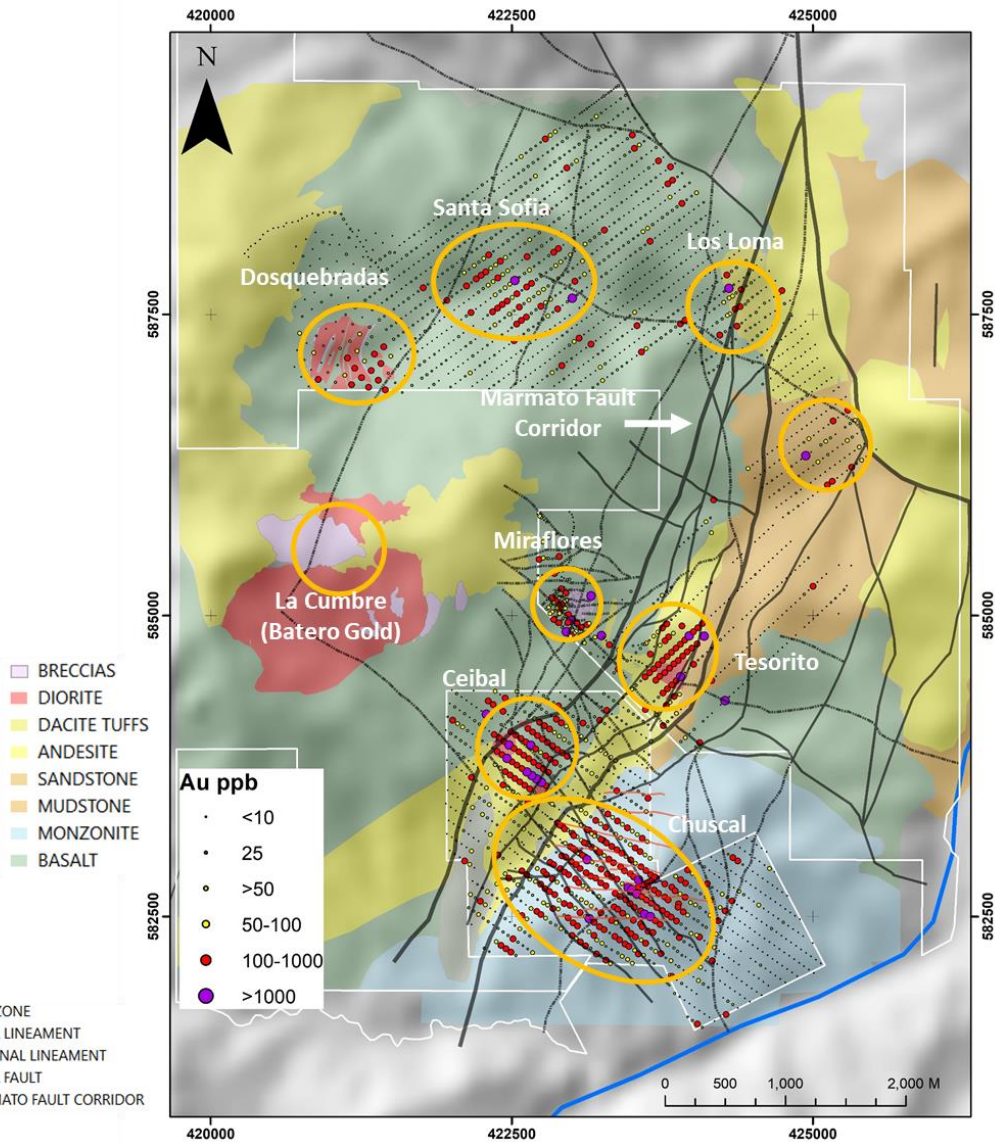 420000
422500
425000
N
Santa Sofia
Los Loma
Dosquebradas
587500
587500
Marmato Fault
Corridor
Miraflores
La Cumbre
(Batero Gold)
585000
585000
Tesorito
Ceibal
BRECCIAS
DIORITE
DACITE TUFFS
ANDESITE
SANDSTONE
MUDSTONE
MONZONITE
BASALT
Au ppb
<10
25
>50
50-100
100-1000
>1000
Chuscal
582500
582500
ZONE
LINEAMENT
NAL LINEAMENT
FAULT
ATO FAULT CORRIDOR
0 500 1,000 2,000 M
420000
422500
425000